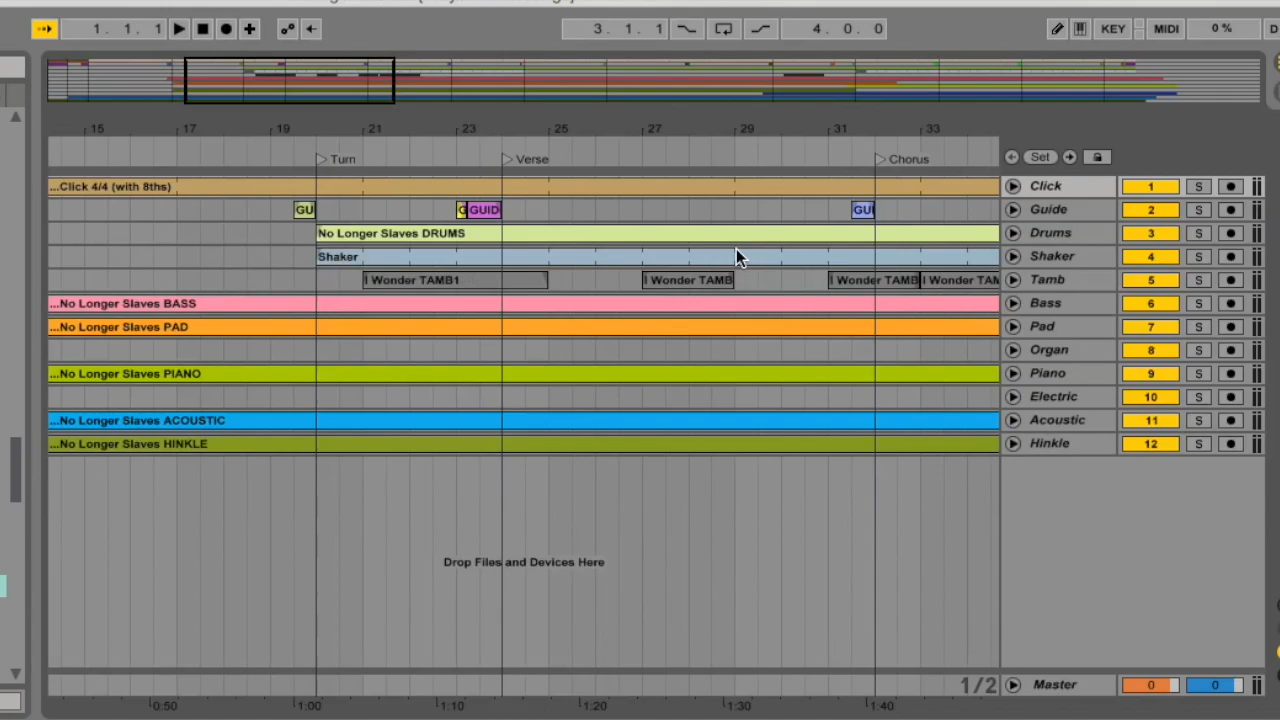 1. 1. 1 3. 1. 1 4. 0. 0 KEY MIDI 0 % D
15 17 19 21 23 25 27 29 31 33
Turn Verse Chorus Set
...Click 4/4 (with 8ths) Click 1 S
GU G GUID GUI Guide 2 S
No Longer Slaves DRUMS Drums 3 S
Shaker Shaker 4 S
I Wonder TAMB1 I Wonder TAMB I Wonder TAMB I Wonder TAM Tamb 5 S
...No Longer Slaves BASS Bass 6 S
...No Longer Slaves PAD Pad 7 S
Organ 8 S
...No Longer Slaves PIANO Piano 9 S
Electric 10 S
...No Longer Slaves ACOUSTIC Acoustic 11 S
...No Longer Slaves HINKLE Hinkle 12 S
Drop Files and Devices Here
1/2 Master 0 0
0:50 1:00 1:10 1:20 1:30 1:40